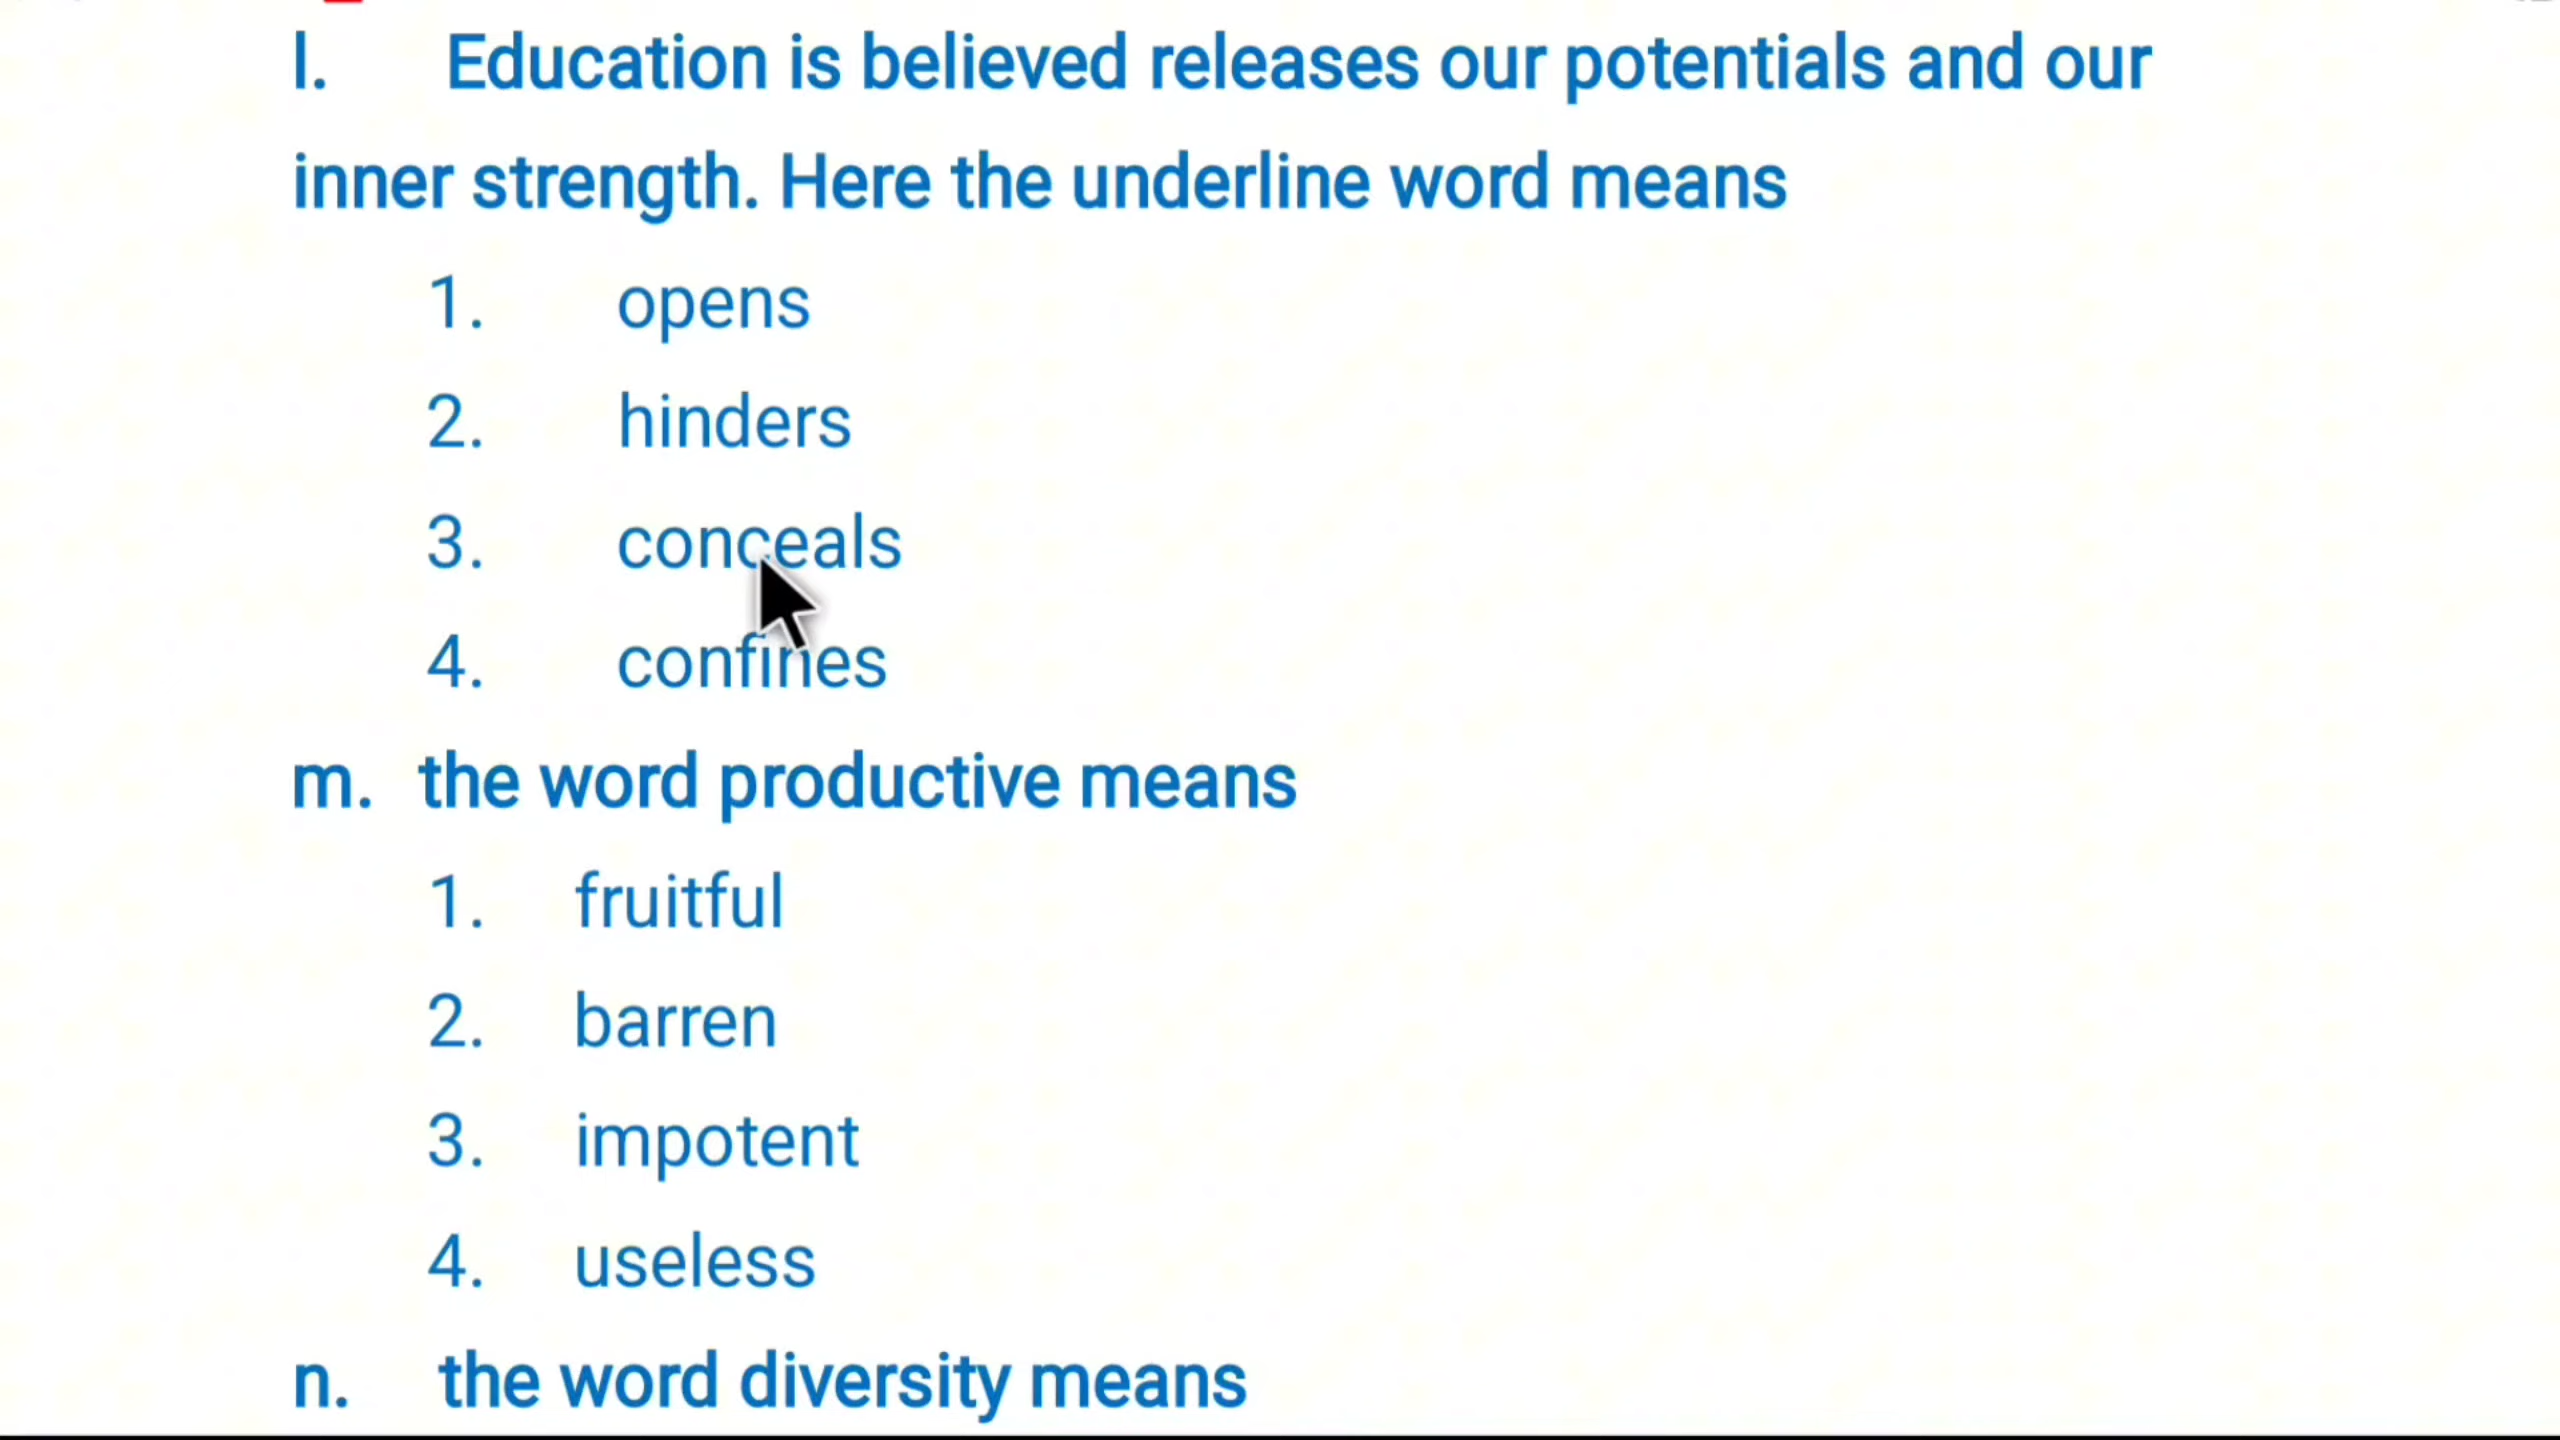 l. Education is believed releases our potentials and our
inner strength. Here the underline word means
1. opens
2. hinders
3. conceals
4. confines
m. the word productive means
1. fruitful
2. barren
3. impotent
4. useless
n. the word diversity means